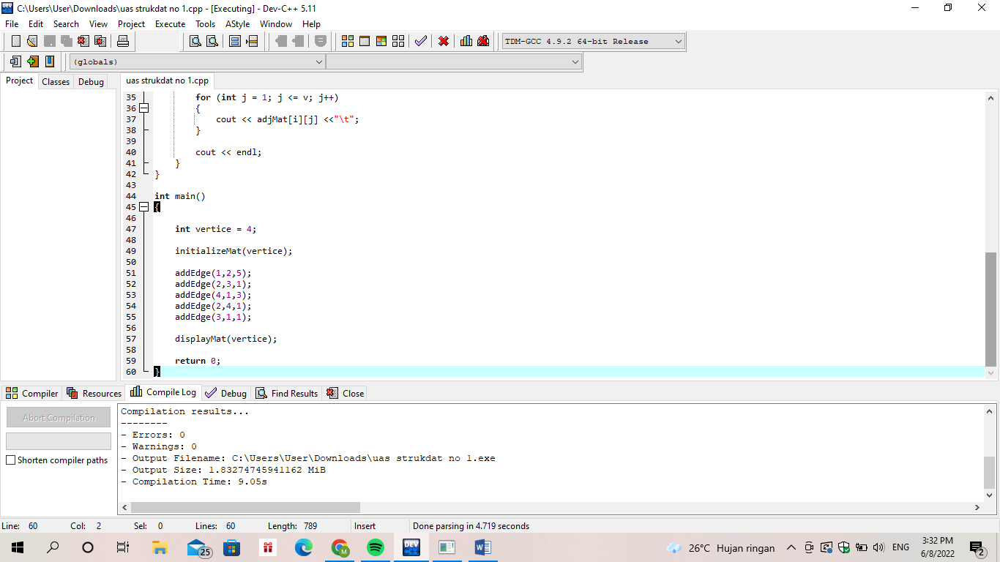 C:\Users\User\Downloads\uas strukdat no 1.cpp - [Executing] - Dev-C++ 5.11
File Edit Search View Project Execute Tools AStyle Window Help
TDM-GCC 4.9.2 64-bit Release
(globals)
Project Classes Debug
uas strukdat no 1.cpp
35 for (int j = 1; j <= v; j++)
36 {
37 cout << adjMat[i][j] <<"\t";
38 }
39
40 cout << endl;
41 }
42 }
43
44 int main()
45 {
46
47 int vertice = 4;
48
49 initializeMat(vertice);
50
51 addEdge(1,2,5);
52 addEdge(2,3,1);
53 addEdge(4,1,3);
54 addEdge(2,4,1);
55 addEdge(3,1,1);
56
57 displayMat(vertice);
58
59 return 0;
60 }
Compiler Resources Compile Log Debug Find Results Close
Abort Compilation
Shorten compiler paths
Compilation results...
--------
- Errors: 0
- Warnings: 0
- Output Filename: C:\Users\User\Downloads\uas strukdat no 1.exe
- Output Size: 1.83274745941162 MiB
- Compilation Time: 9.05s
Line: 60 Col: 2 Sel: 0 Lines: 60 Length: 789 Insert Done parsing in 4.719 seconds
25
M
DEV
26°C Hujan ringan
ENG
3:32 PM
6/8/2022
2